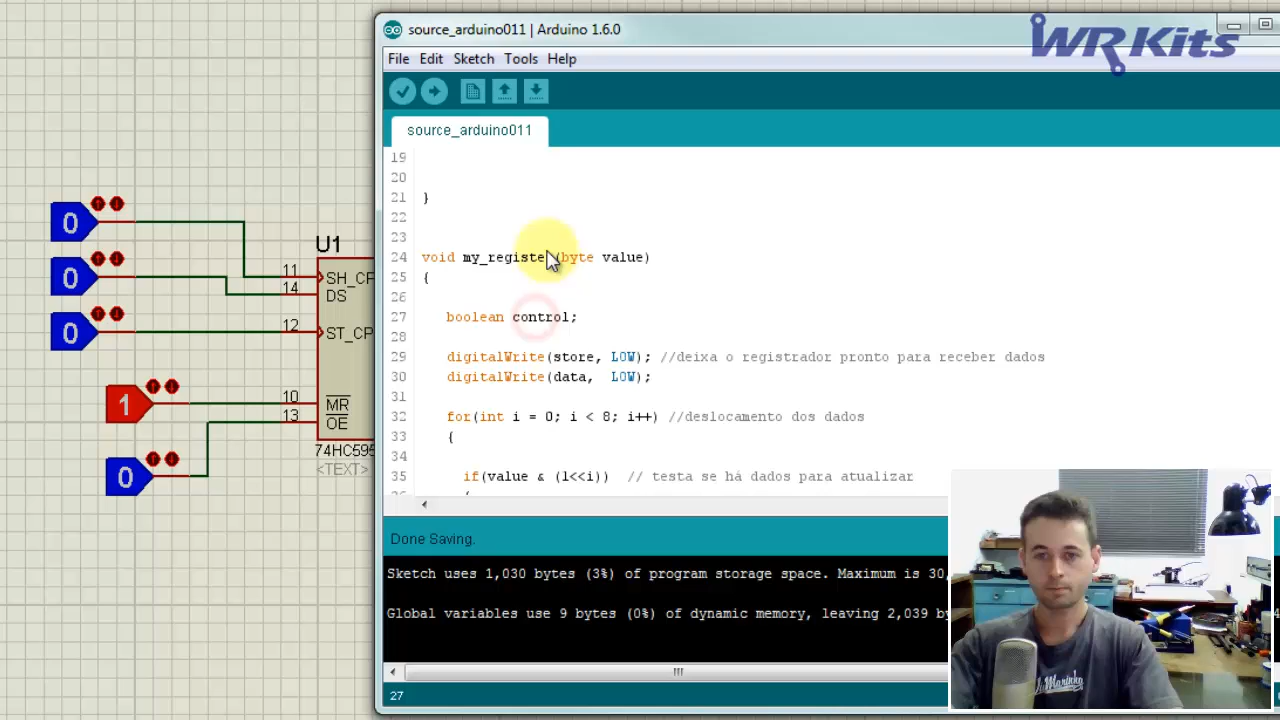 source_arduino011 | Arduino 1.6.0
WR Kits
File Edit Sketch Tools Help
source_arduino011
19
20
21 }
22
23
24 void my_register (byte value)
25 {
26
27 boolean control;
28
29 digitalWrite(store, LOW); //deixa o registrador pronto para receber dados
30 digitalWrite(data, LOW);
31
32 for(int i = 0; i < 8; i++) //deslocamento dos dados
33 {
34
35 if(value & (1<<i)) // testa se há dados para atualizar
Done Saving.
Sketch uses 1,030 bytes (3%) of program storage space. Maximum is 30,
Global variables use 9 bytes (0%) of dynamic memory, leaving 2,039 by
27
0
0
0
1
0
U1
11 SH_CP
14 DS
12 ST_CP
10 MR
13 OE
74HC595
<TEXT>